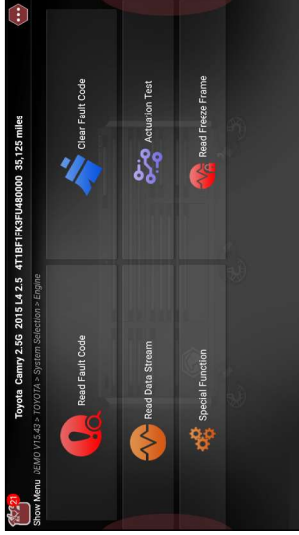 21
Toyota Camry 2.5G 2015 L4 2.5 4T1BF1FK3FU480000 35,125 miles
Show Menu DEMO V15.43 > TOYOTA > System Selection > Engine
Read Fault Code
Clear Fault Code
Read Data Stream
Actuation Test
Special Function
Read Freeze Frame